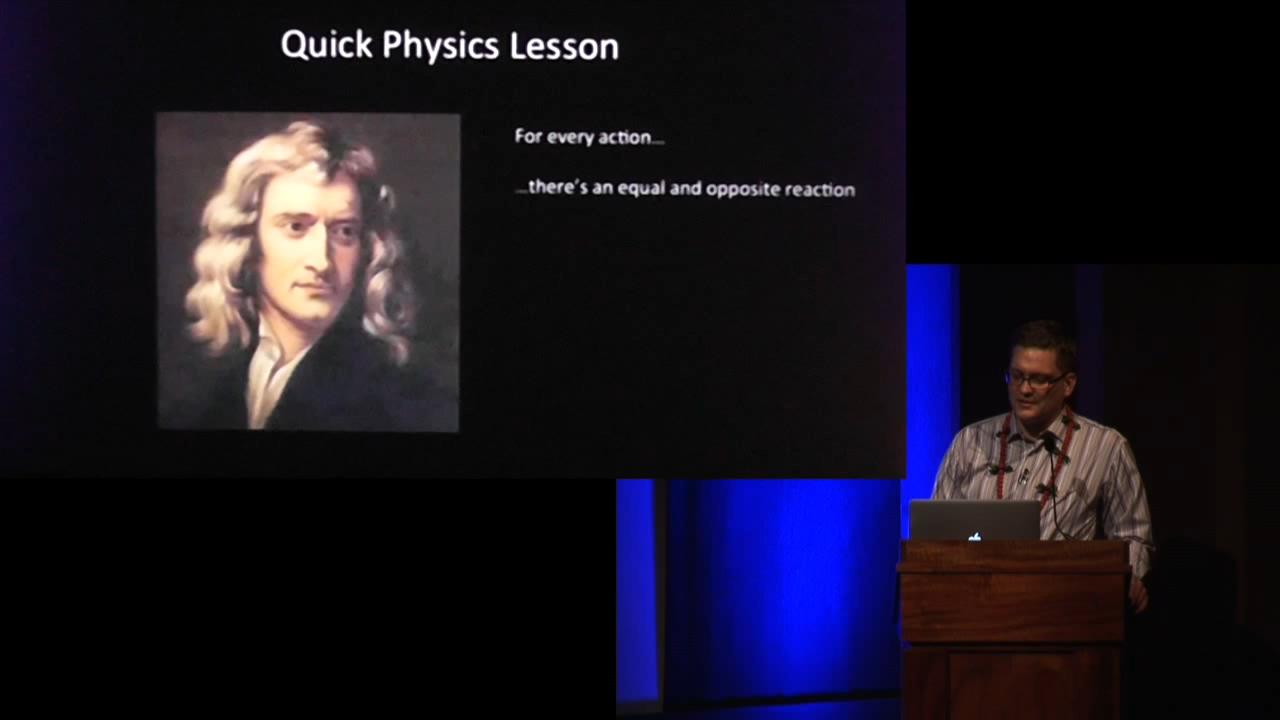 Quick Physics Lesson
For every action...
...there's an equal and opposite reaction